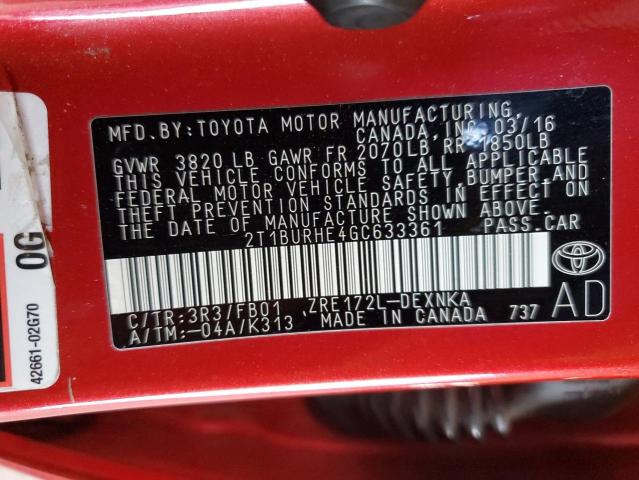 MFD. BY: TOYOTA MOTOR MANUFACTURING,
CANADA, INC. 03/16
GVWR 3820 LB GAWR FR 2070LB RR 1850LB
THIS VEHICLE CONFORMS TO ALL APPLICABLE
FEDERAL MOTOR VEHICLE SAFETY, BUMPER, AND
THEFT PREVENTION STANDARDS IN EFFECT ON
THE DATE OF MANUFACTURE SHOWN ABOVE.
2T1BURHE4GC633361 PASS.CAR
C/TR:3R3/FB01 ZRE172L-DEXNKA
A/TM:-04A/K313 MADE IN CANADA 737
AD
0G
42661-02G70